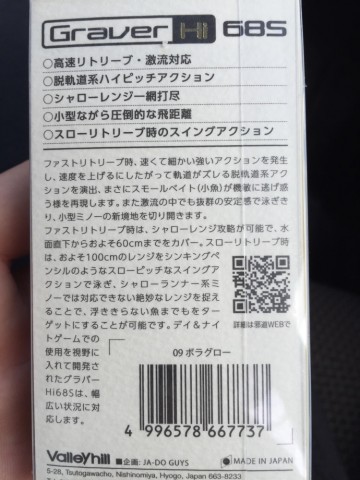 Graver Hi 68S
・高速リトリーブ・激流対応
・脱軌道系ハイピッチアクション
・シャローレンジ一網打尽
・小型ながら圧倒的な飛距離
・スローリトリーブ時のスイングアクション
ファストリトリーブ時、速くて細かい強いアクションを発生
し、速度を上げるにしたがって軌道がズレる脱軌道系アク
ションを演出、まさにスモールベイト(小魚)が機敏に逃げ惑
う様を再現します。また激流の中でも抜群の安定感で泳ぎき
り、小型ミノーの新境地を切り開きます。
ファストリトリーブ時は、シャローレンジ攻略が可能で、水
面直下からおよそ60cmまでをカバー。スローリトリーブ時
は、およそ100cmのレンジをシンキングペ
ンシルのようなスローピッチなスイングア
クションで泳ぎ、シャローランナー系ミ
ノーでは対応できない絶妙なレンジを捉え
ることで、浮ききらない魚までもをター
ゲットにすることが可能。デイ&ナイ
トゲームでの
使用を視野に
入れて開発さ
れたグラバー
Hi68Sは、幅
広い状況に対
応します。
詳細は邪道WEBで
09 ボラグロー
4 996578 667737
Valleyhill ■企画: JA-DO GUYS ●MADE IN JAPAN
5-28, Tsutogawacho, Nishinomiya, Hyogo, Japan 663-8233